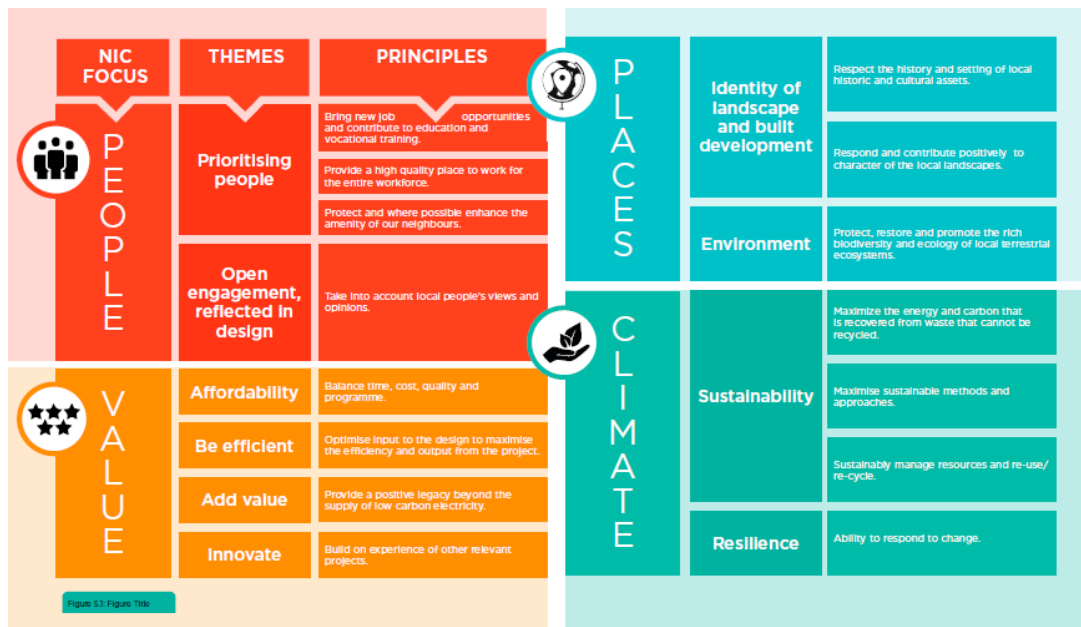 NIC
FOCUS
THEMES
PRINCIPLES
PEOPLE
Prioritising
people
Bring new job opportunities
and contribute to education and
vocational training.
Provide a high quality place to work for
the entire workforce.
Protect and where possible enhance the
amenity of our neighbours.
Open
engagement,
reflected in
design
Take into account local people's views and
opinions.
VALUE
Affordability
Balance time, cost, quality and
programme.
Be efficient
Optimise input to the design to maximise
the efficiency and output from the project.
Add value
Provide a positive legacy beyond the
supply of low carbon electricity.
Innovate
Build on experience of other relevant
projects.
Figure 5.3: Figure Title
PLACES
Identity of
landscape
and built
development
Respect the history and setting of local
historic and cultural assets.
Respond and contribute positively to
character of the local landscapes.
Environment
Protect, restore and promote the rich
biodiversity and ecology of local terrestrial
ecosystems.
CLIMATE
Sustainability
Maximize the energy and carbon that
is recovered from waste that cannot be
recycled.
Maximise sustainable methods and
approaches.
Sustainably manage resources and re-use/
re-cycle.
Resilience
Ability to respond to change.